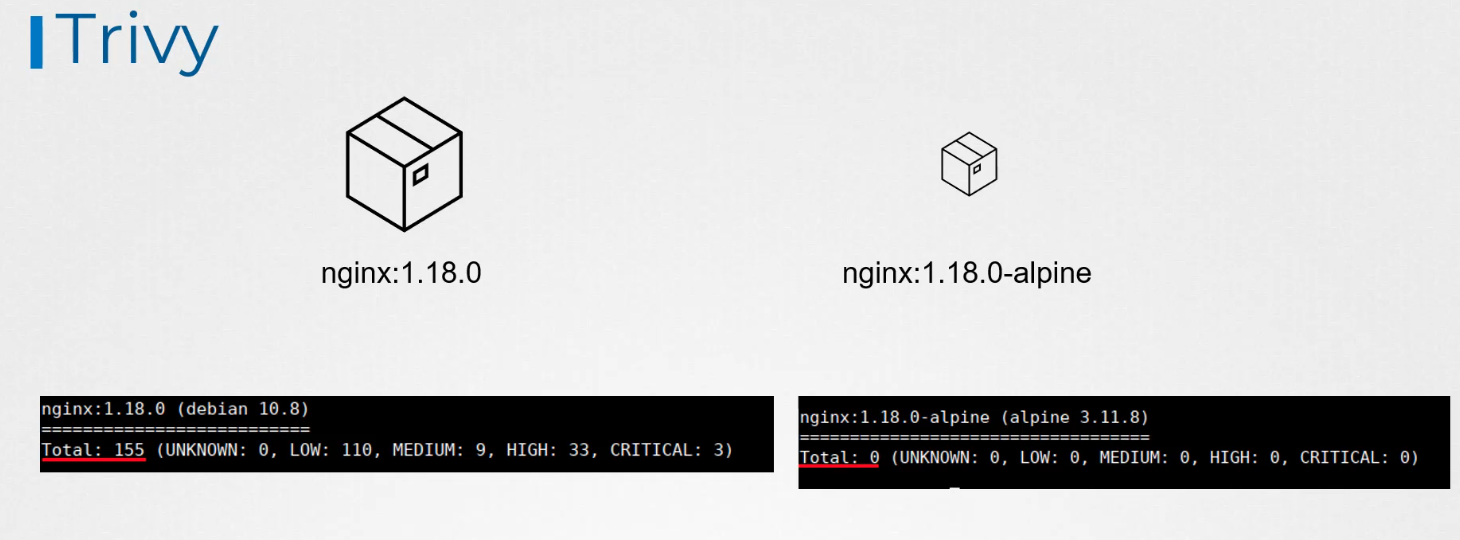 Trivy
nginx:1.18.0
nginx:1.18.0-alpine
nginx:1.18.0 (debian 10.8)
==========================
Total: 155 (UNKNOWN: 0, LOW: 110, MEDIUM: 9, HIGH: 33, CRITICAL: 3)
nginx:1.18.0-alpine (alpine 3.11.8)
===================================
Total: 0 (UNKNOWN: 0, LOW: 0, MEDIUM: 0, HIGH: 0, CRITICAL: 0)